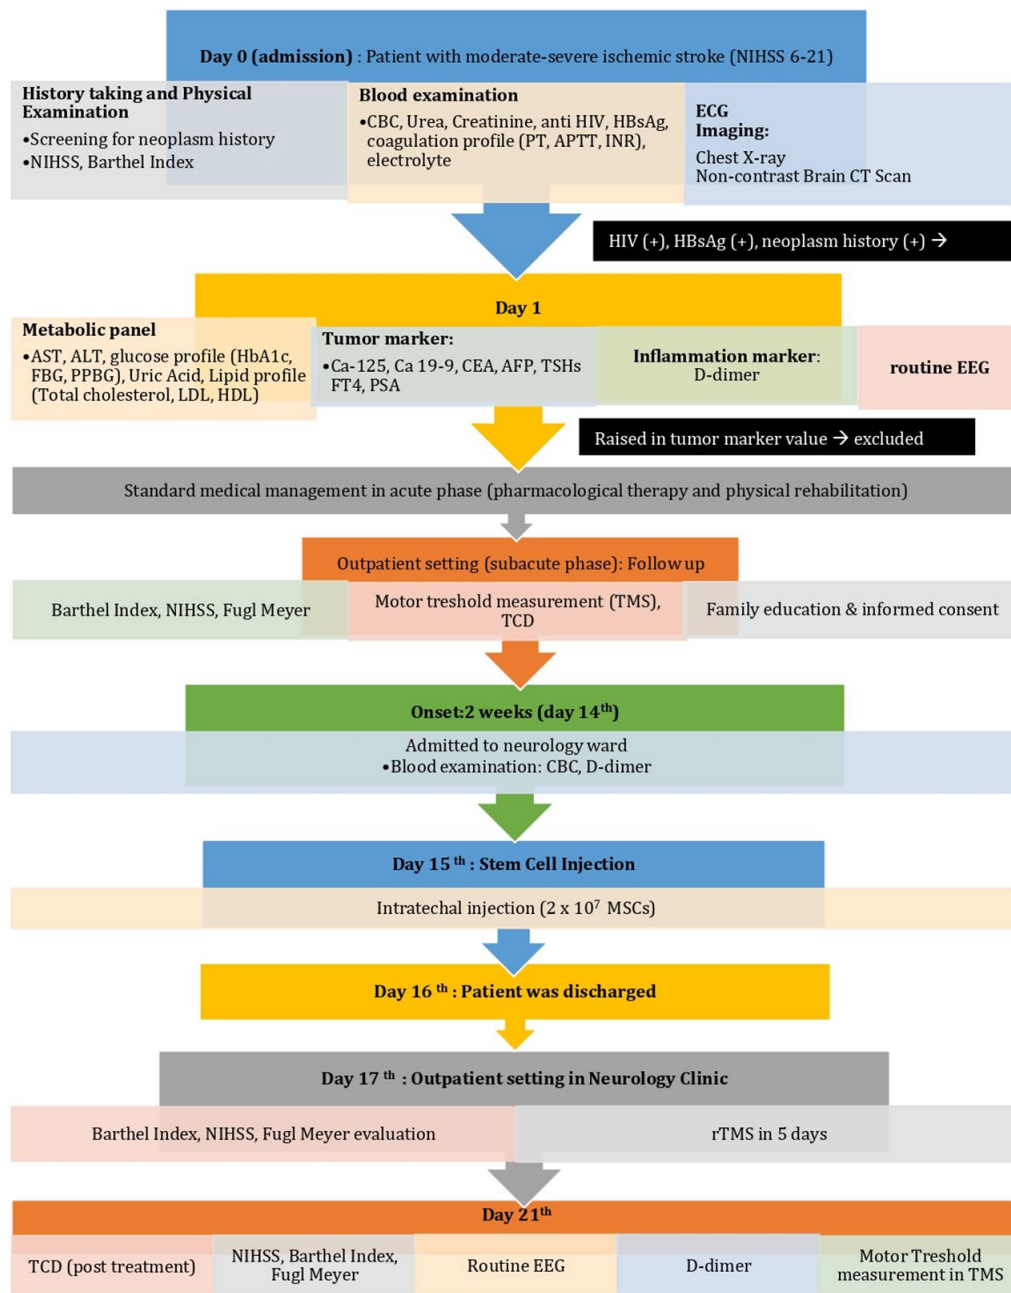 Day 0 (admission) : Patient with moderate-severe ischemic stroke (NIHSS 6-21)
History taking and Physical
Examination
•Screening for neoplasm history
•NIHSS, Barthel Index
Blood examination
•CBC, Urea, Creatinine, anti HIV, HBsAg,
coagulation profile (PT, APTT, INR),
electrolyte
ECG
Imaging:
Chest X-ray
Non-contrast Brain CT Scan
HIV (+), HBsAg (+), neoplasm history (+) →
Day 1
Metabolic panel
•AST, ALT, glucose profile (HbA1c,
FBG, PPBG), Uric Acid, Lipid profile
(Total cholesterol, LDL, HDL)
Tumor marker:
•Ca-125, Ca 19-9, CEA, AFP, TSHs
FT4, PSA
Inflammation marker:
D-dimer
routine EEG
Raised in tumor marker value → excluded
Standard medical management in acute phase (pharmacological therapy and physical rehabilitation)
Outpatient setting (subacute phase): Follow up
Barthel Index, NIHSS, Fugl Meyer
Motor treshold measurement (TMS),
TCD
Family education & informed consent
Onset:2 weeks (day 14th)
Admitted to neurology ward
•Blood examination: CBC, D-dimer
Day 15 th : Stem Cell Injection
Intratechal injection (2 x 10⁷ MSCs)
Day 16 th : Patient was discharged
Day 17 th : Outpatient setting in Neurology Clinic
Barthel Index, NIHSS, Fugl Meyer evaluation
rTMS in 5 days
Day 21th
TCD (post treatment)
NIHSS, Barthel Index,
Fugl Meyer
Routine EEG
D-dimer
Motor Treshold
measurement in TMS